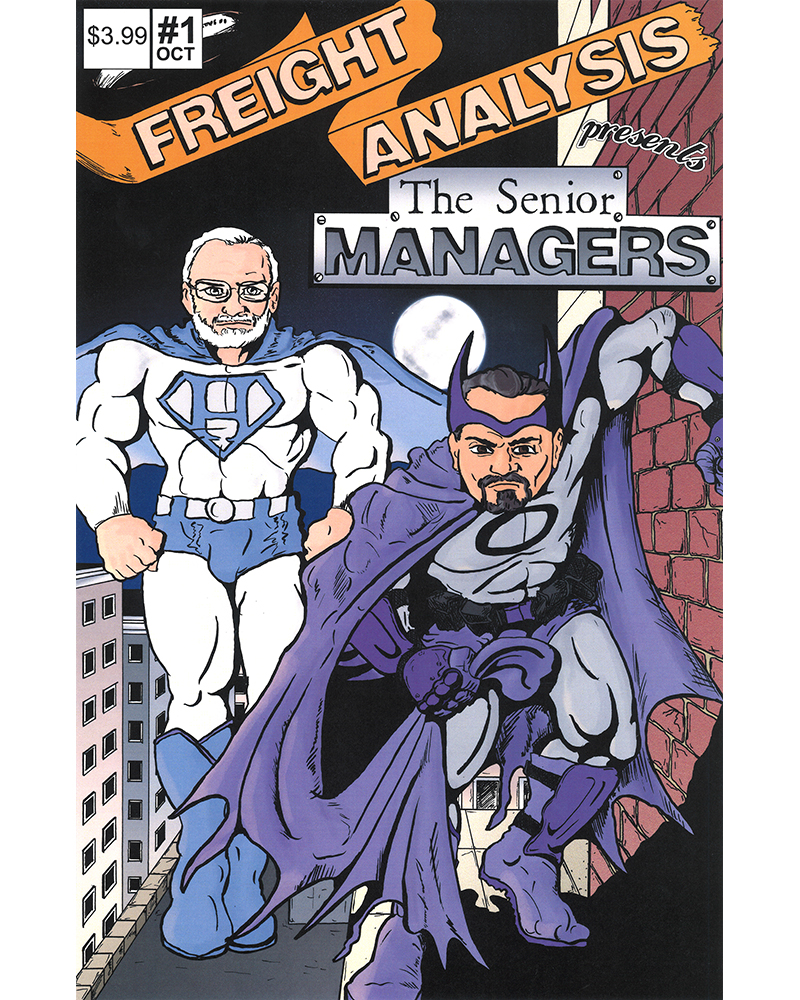 $3.99
#1
OCT
FREIGHT
ANALYSIS
presents
The Senior
MANAGERS
H